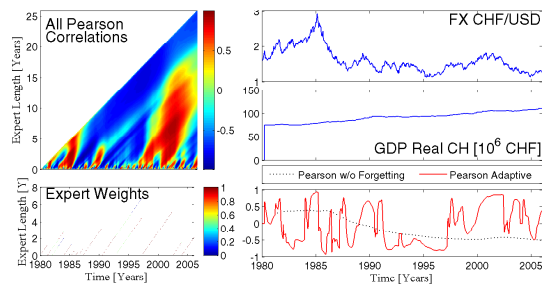 All Pearson
Correlations
Expert Length [Years]
25
20
15
10
5
0
0.5
0
-0.5
Expert Weights
Expert Length [Y]
8
6
4
2
0
1980 1985 1990 1995 2000 2005
Time [Years]
1
0.8
0.6
0.4
0.2
0
FX CHF/USD
3
2
1
150
100
50
0
GDP Real CH [10^6 CHF]
Pearson w/o Forgetting
Pearson Adaptive
1
0.5
0
-0.5
-1
1980 1985 1990 1995 2000 2005
Time [Years]